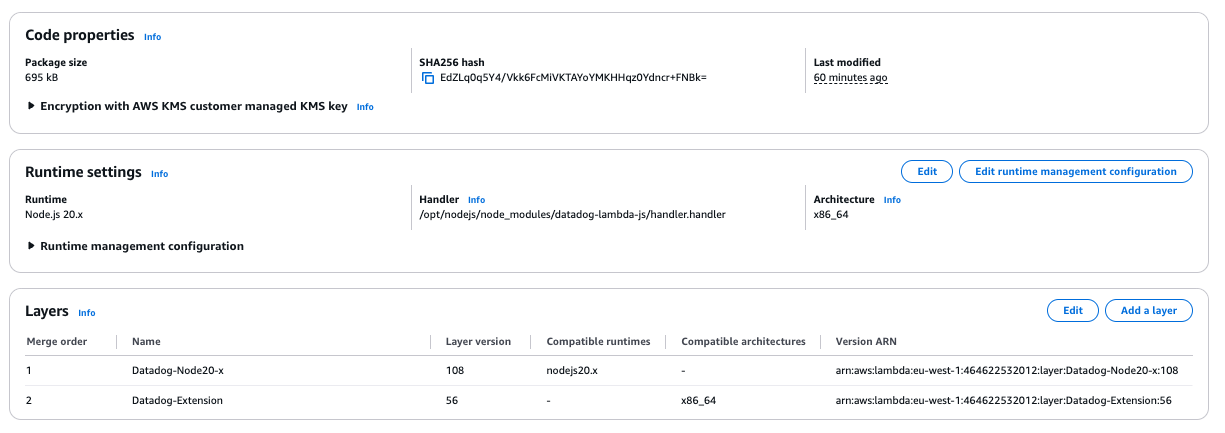 Code properties Info
Package size SHA256 hash Last modified
695 kB EdZLq0q5Y4/Vkk6FcMiVKTAYoYMKHHqz0Ydncr+FNBk= 60 minutes ago
Encryption with AWS KMS customer managed KMS key Info
Runtime settings Info Edit Edit runtime management configuration
Runtime Handler Info Architecture Info
Node.js 20.x /opt/nodejs/node_modules/datadog-lambda-js/handler.handler x86_64
Runtime management configuration
Layers Info Edit Add a layer
Merge order Name Layer version Compatible runtimes Compatible architectures Version ARN
1 Datadog-Node20-x 108 nodejs20.x - arn:aws:lambda:eu-west-1:464622532012:layer:Datadog-Node20-x:108
2 Datadog-Extension 56 - x86_64 arn:aws:lambda:eu-west-1:464622532012:layer:Datadog-Extension:56